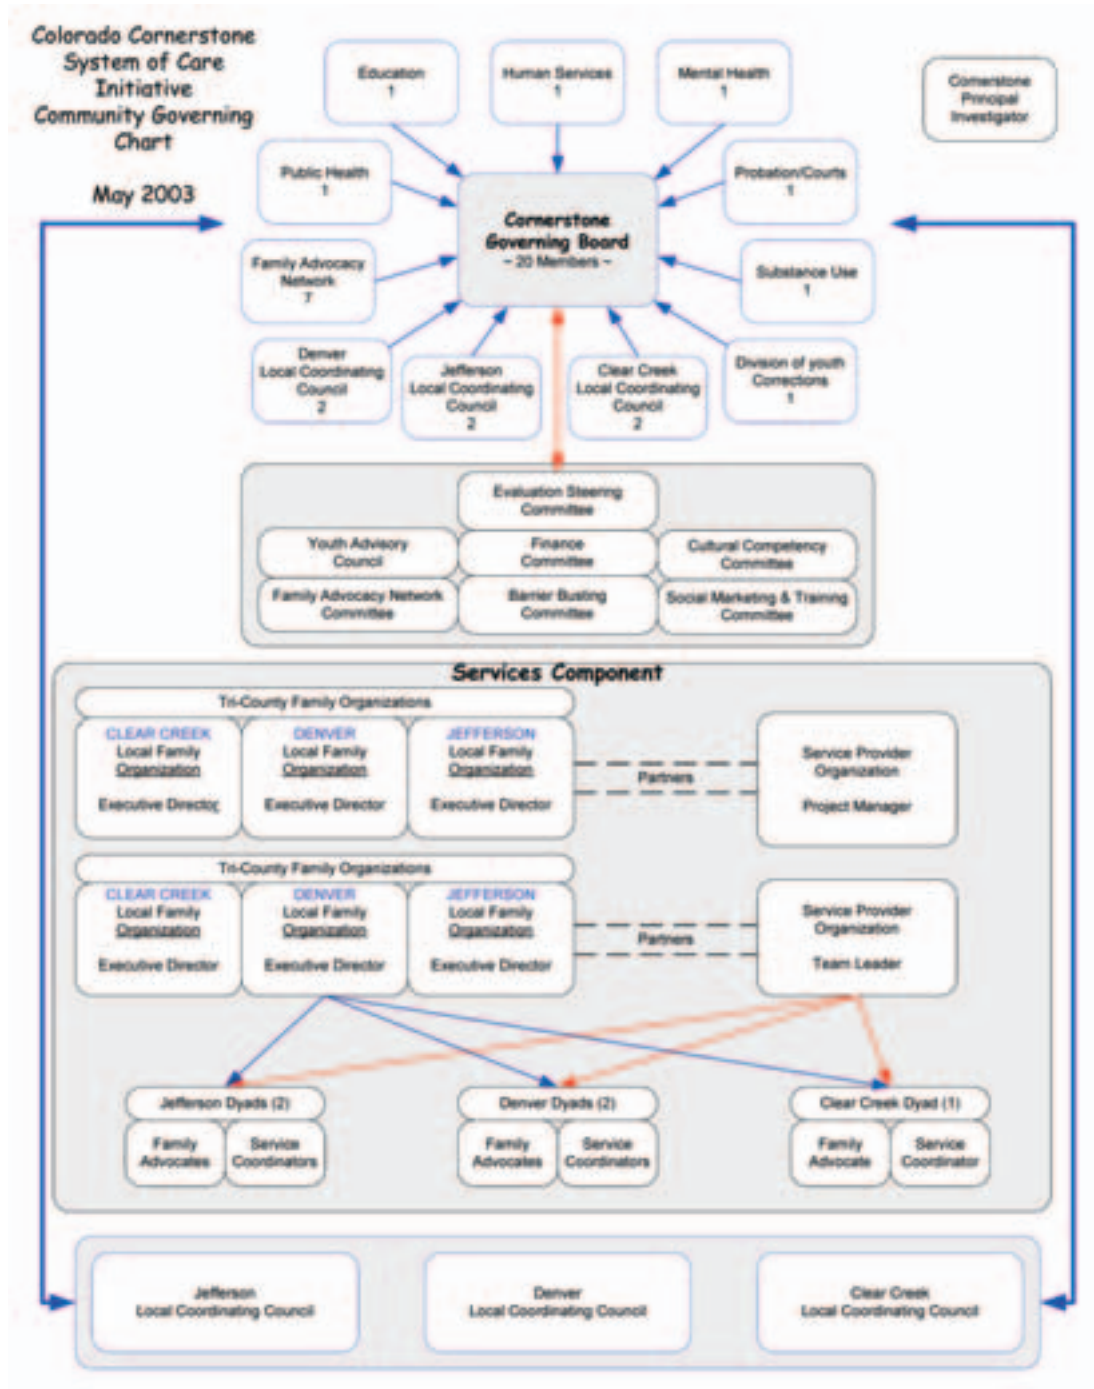 Colorado Cornerstone
System of Care
Initiative
Community Governing
Chart
May 2003
Education
1
Human Services
1
Mental Health
1
Cornerstone
Principal
Investigator
Public Health
1
Probation/Courts
1
Cornerstone
Governing Board
~ 20 Members ~
Family Advocacy
Network
7
Substance Use
1
Denver
Local Coordinating
Council
2
Jefferson
Local Coordinating
Council
2
Clear Creek
Local Coordinating
Council
2
Division of youth
Corrections
1
Evaluation Steering
Committee
Youth Advisory
Council
Finance
Committee
Cultural Competency
Committee
Family Advocacy Network
Committee
Barrier Busting
Committee
Social Marketing & Training
Committee
Services Component
Tri-County Family Organizations
CLEAR CREEK
Local Family
Organization
Executive Director
DENVER
Local Family
Organization
Executive Director
JEFFERSON
Local Family
Organization
Executive Director
Partners
Service Provider
Organization
Project Manager
Tri-County Family Organizations
CLEAR CREEK
Local Family
Organization
Executive Director
DENVER
Local Family
Organization
Executive Director
JEFFERSON
Local Family
Organization
Executive Director
Partners
Service Provider
Organization
Team Leader
Jefferson Dyads (2)
Family
Advocates
Service
Coordinators
Denver Dyads (2)
Family
Advocates
Service
Coordinators
Clear Creek Dyad (1)
Family
Advocate
Service
Coordinator
Jefferson
Local Coordinating Council
Denver
Local Coordinating Council
Clear Creek
Local Coordinating Council